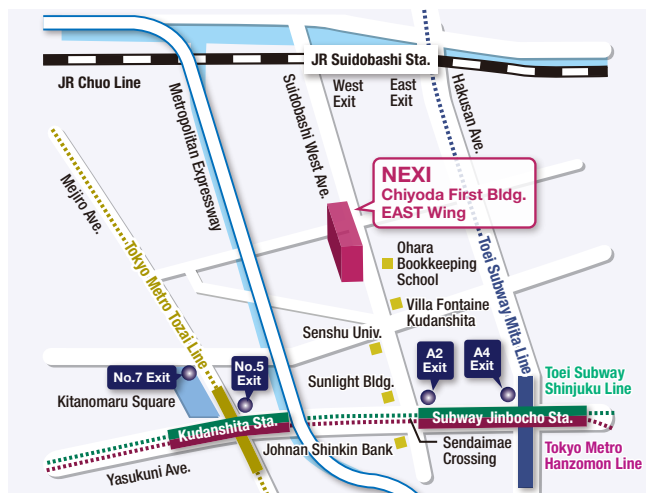 JR Suidobashi Sta.
JR Chuo Line
West
Exit
East
Exit
Metropolitan Expressway
Suidobashi West Ave.
Hakusan Ave.
Mejiro Ave.
NEXI
Chiyoda First Bldg.
EAST Wing
Tokyo Metro Tozai Line
Toei Subway Mita Line
Ohara
Bookkeeping
School
Villa Fontaine
Kudanshita
Senshu Univ.
A2
Exit
A4
Exit
No.7 Exit
No.5
Exit
Sunlight Bldg.
Toei Subway
Shinjuku Line
Kitanomaru Square
Kudanshita Sta.
Subway Jinbocho Sta.
Johnan Shinkin Bank
Sendaimae
Crossing
Tokyo Metro
Hanzomon Line
Yasukuni Ave.